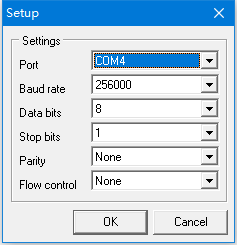 Setup
Settings
Port COM4
Baud rate 256000
Data bits 8
Stop bits 1
Parity None
Flow control None
OK Cancel